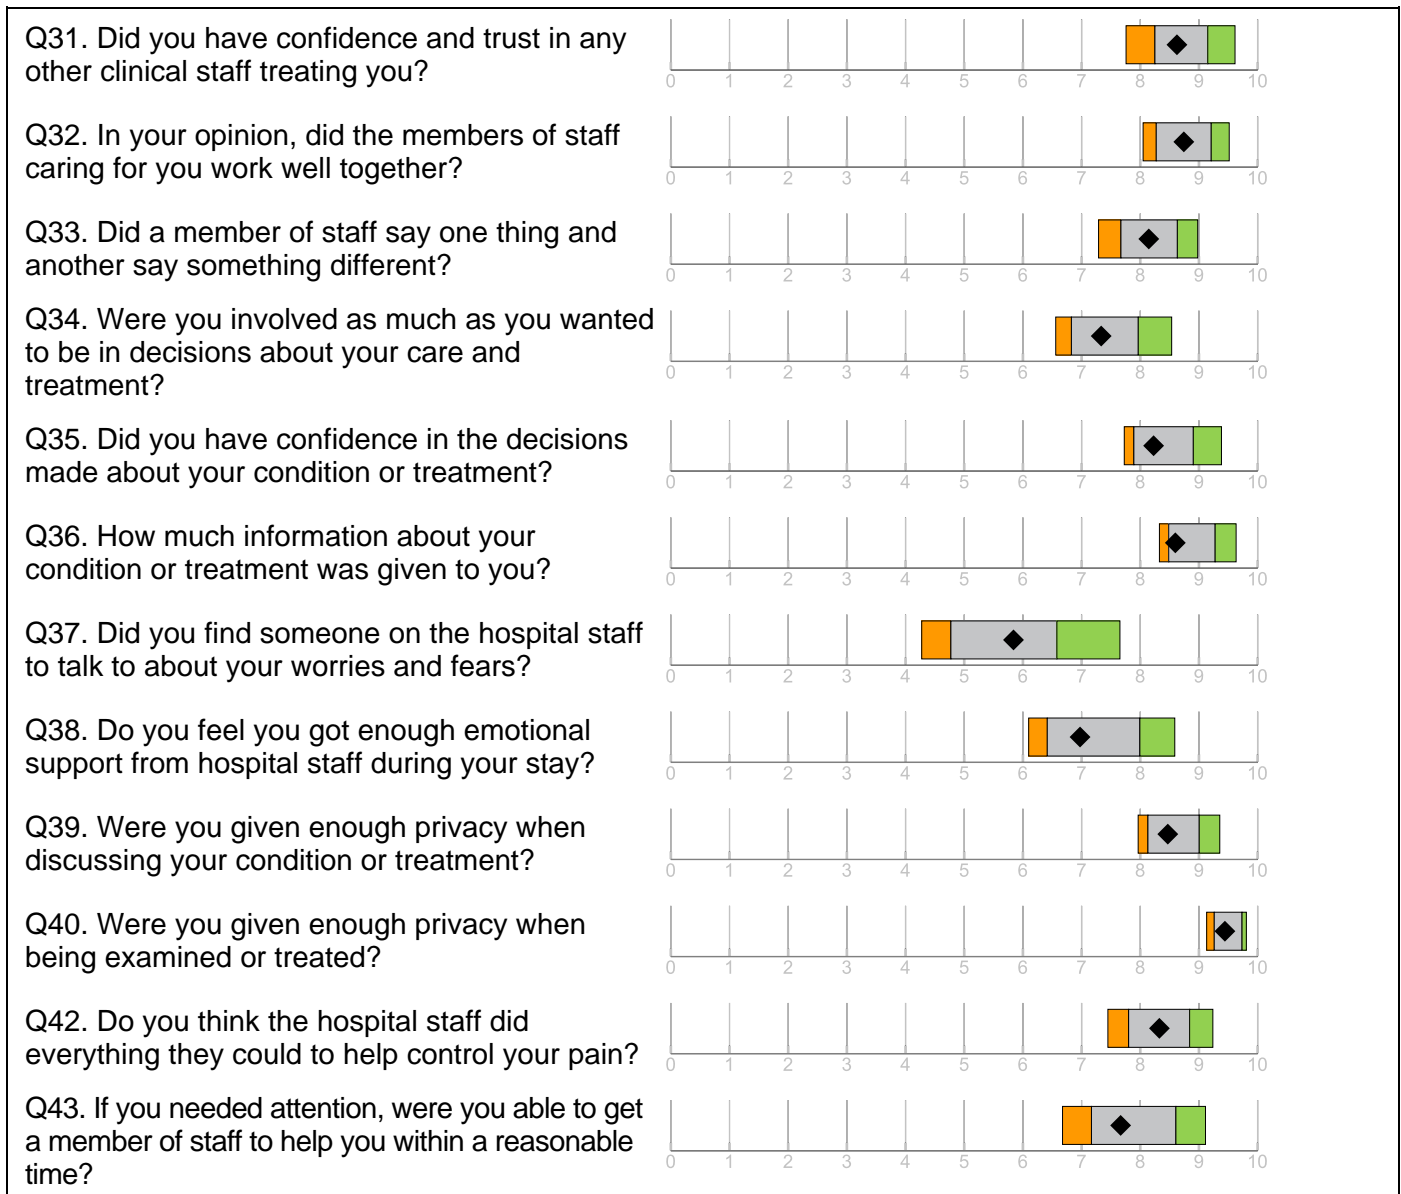 Q31. Did you have confidence and trust in any
other clinical staff treating you?
0 1 2 3 4 5 6 7 8 9 10
Q32. In your opinion, did the members of staff
caring for you work well together?
0 1 2 3 4 5 6 7 8 9 10
Q33. Did a member of staff say one thing and
another say something different?
0 1 2 3 4 5 6 7 8 9 10
Q34. Were you involved as much as you wanted
to be in decisions about your care and
treatment?
0 1 2 3 4 5 6 7 8 9 10
Q35. Did you have confidence in the decisions
made about your condition or treatment?
0 1 2 3 4 5 6 7 8 9 10
Q36. How much information about your
condition or treatment was given to you?
0 1 2 3 4 5 6 7 8 9 10
Q37. Did you find someone on the hospital staff
to talk to about your worries and fears?
0 1 2 3 4 5 6 7 8 9 10
Q38. Do you feel you got enough emotional
support from hospital staff during your stay?
0 1 2 3 4 5 6 7 8 9 10
Q39. Were you given enough privacy when
discussing your condition or treatment?
0 1 2 3 4 5 6 7 8 9 10
Q40. Were you given enough privacy when
being examined or treated?
0 1 2 3 4 5 6 7 8 9 10
Q42. Do you think the hospital staff did
everything they could to help control your pain?
0 1 2 3 4 5 6 7 8 9 10
Q43. If you needed attention, were you able to get
a member of staff to help you within a reasonable
time?
0 1 2 3 4 5 6 7 8 9 10